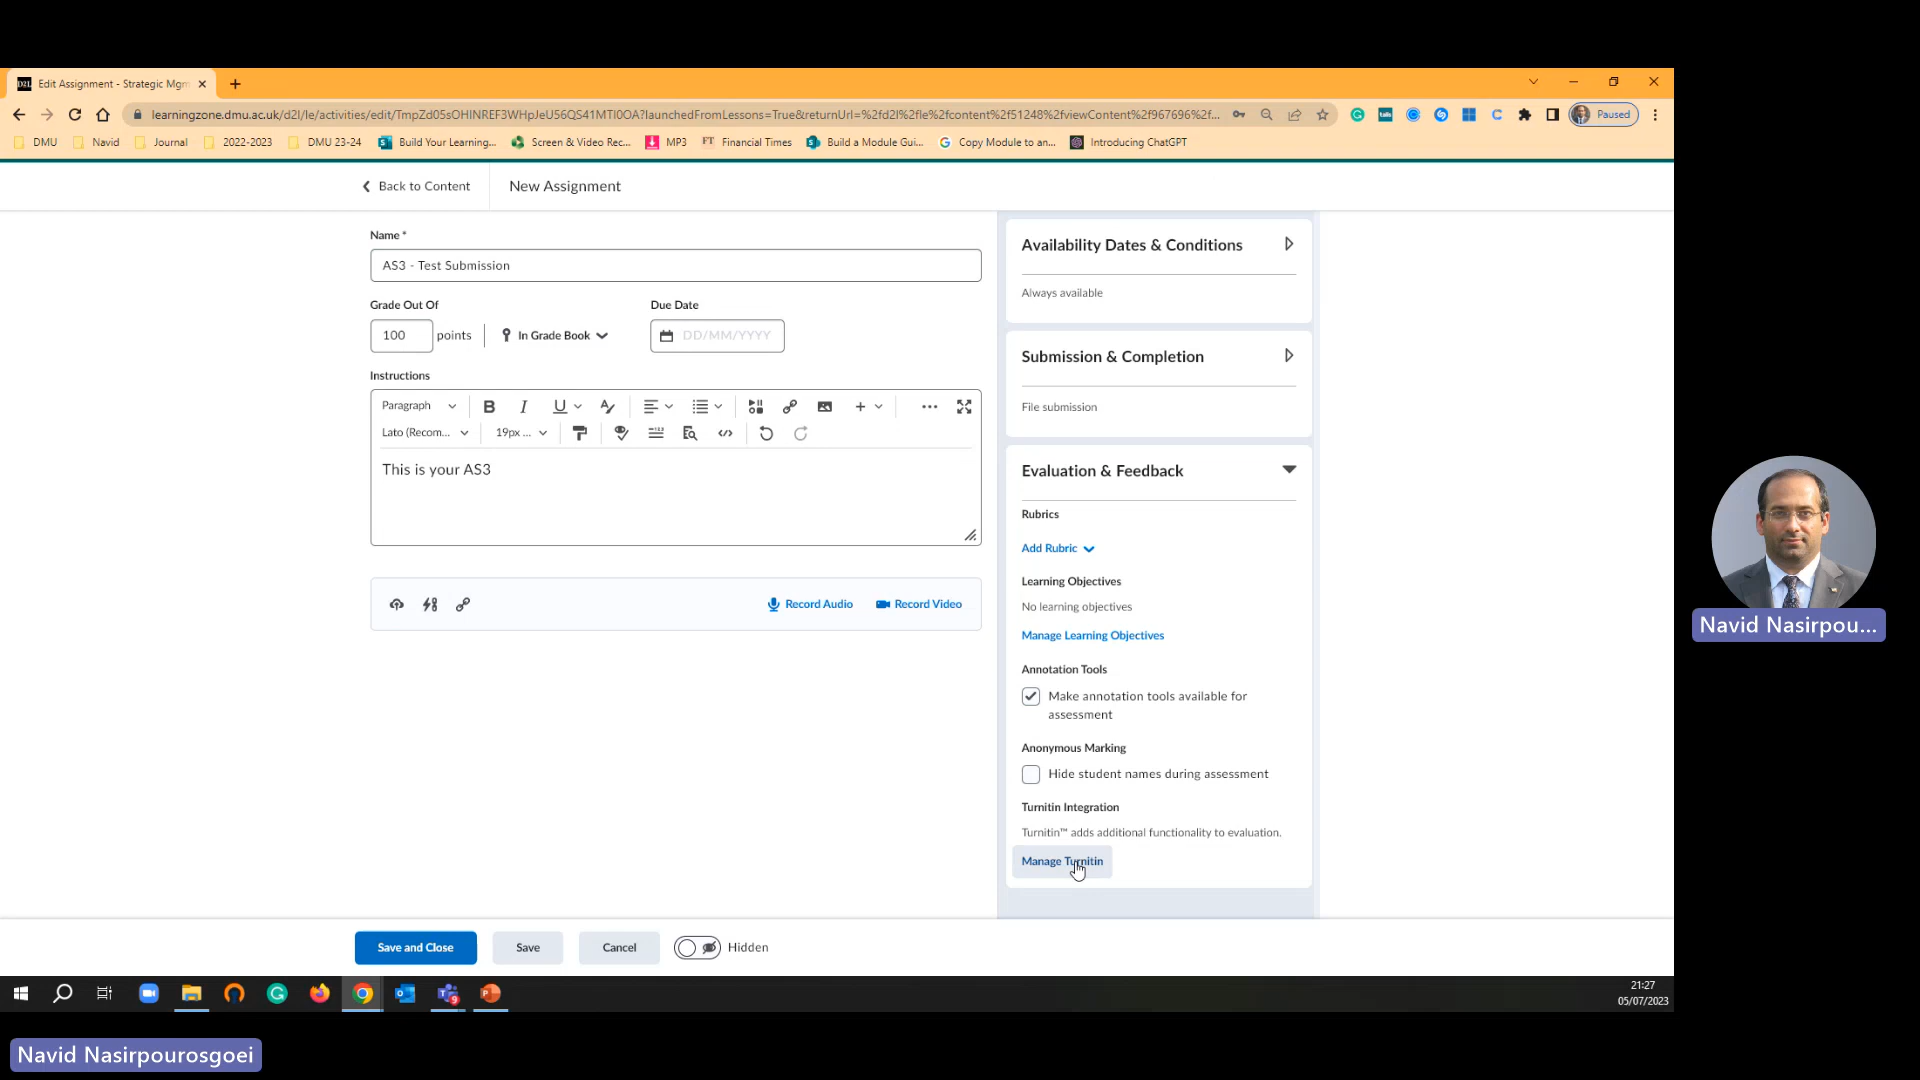 Edit Assignment - Strategic Mgm
learningzone.dmu.ac.uk/d2l/le/activities/edit/TmpZd05sOHlNREF3WHpJeU56QS41MTI0OA?launchedFromLessons=True&returnUrl=%2fd2l%2fle%2fcontent%2f51248%2fviewContent%2f967696%2f...
Paused
DMU
Navid
Journal
2022-2023
DMU 23-24
Build Your Learning...
Screen & Video Rec...
MP3
Financial Times
Build a Module Gui...
Copy Module to an...
Introducing ChatGPT
Back to Content
New Assignment
Name *
AS3 - Test Submission
Grade Out Of
Due Date
100 points
In Grade Book
DD/MM/YYYY
Instructions
Paragraph
Lato (Recom...
19px ...
This is your AS3
Record Audio
Record Video
Availability Dates & Conditions
Always available
Submission & Completion
File submission
Evaluation & Feedback
Rubrics
Add Rubric
Learning Objectives
No learning objectives
Manage Learning Objectives
Annotation Tools
Make annotation tools available for
assessment
Anonymous Marking
Hide student names during assessment
Turnitin Integration
Turnitin™ adds additional functionality to evaluation.
Manage Turnitin
Save and Close
Save
Cancel
Hidden
21:27
05/07/2023
Navid Nasirpou...
Navid Nasirpourosgoei